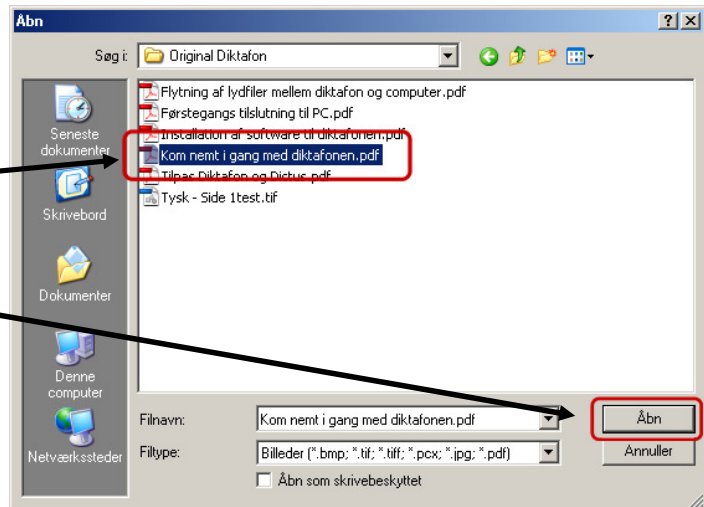 Åbn
Søg i: Original Diktafon
Flytning af lydfiler mellem diktafon og computer.pdf
Førstegangs tilslutning til PC.pdf
Installation af software til diktafonen.pdf
Kom nemt i gang med diktafonen.pdf
Tilpas Diktafon og Dictus.pdf
Tysk - Side 1test.tif
Seneste
dokumenter
Skrivebord
Dokumenter
Denne
computer
Netværkssteder
Filnavn: Kom nemt i gang med diktafonen.pdf Åbn
Filtype: Billeder (*.bmp; *.tif; *.tiff; *.pcx; *.jpg; *.pdf) Annuller
Åbn som skrivebeskyttet